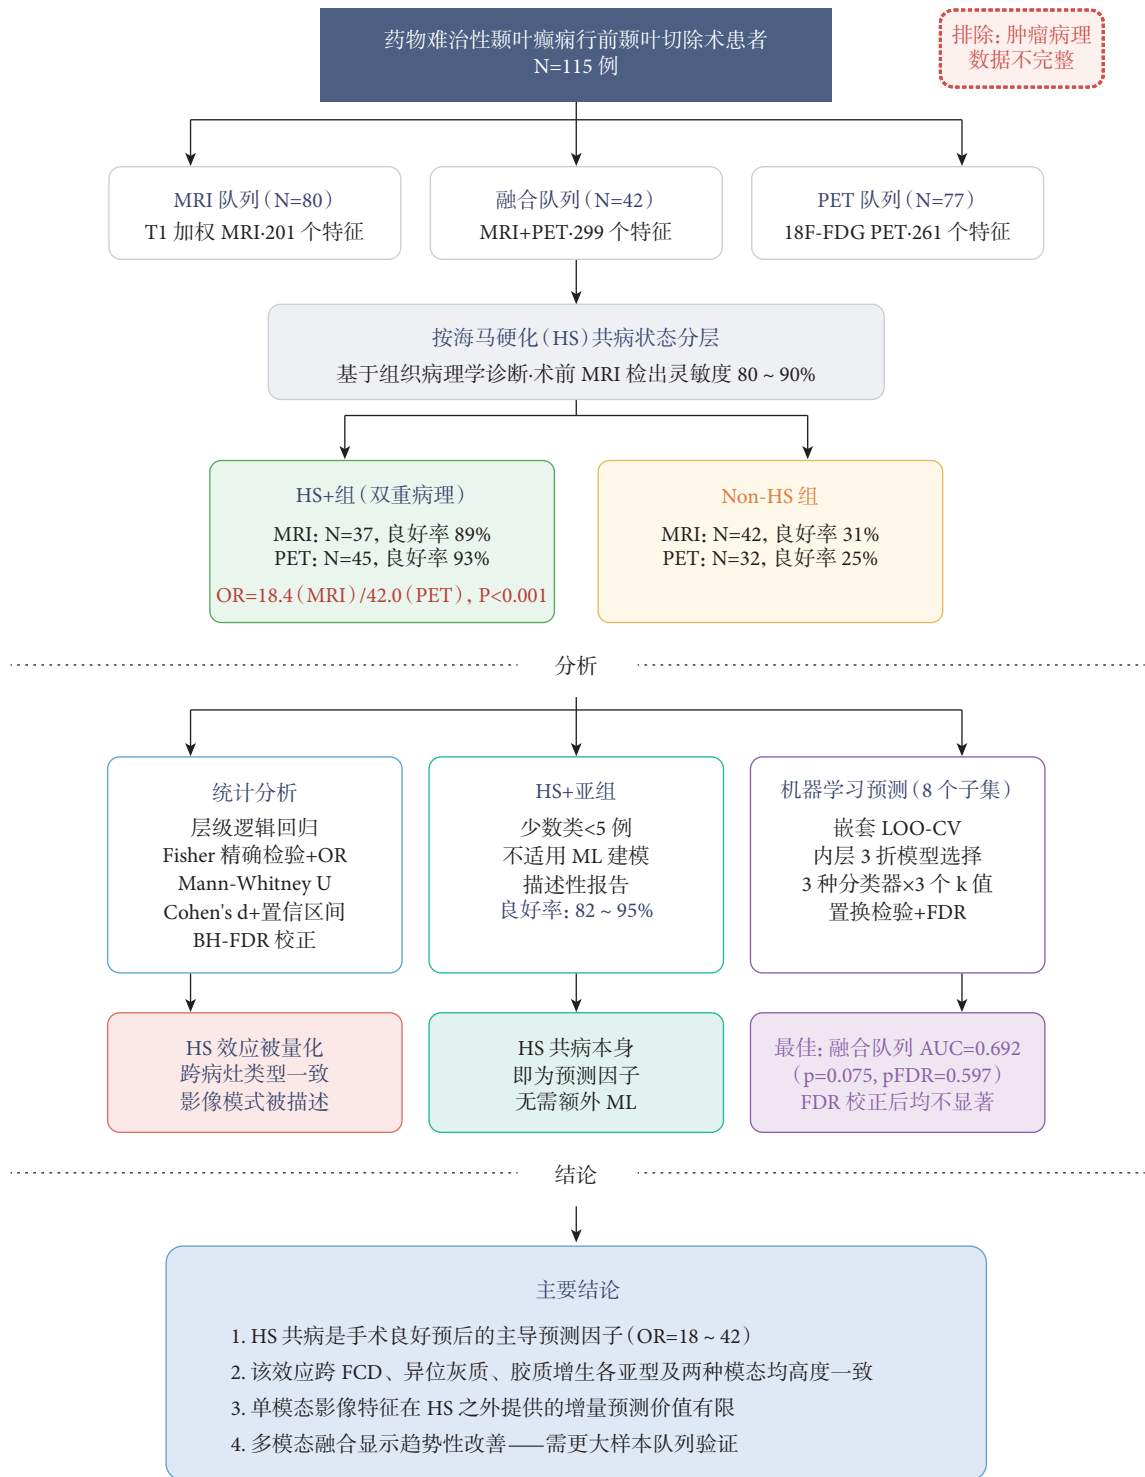 药物难治性颞叶癫痫行前颞叶切除术患者
N=115 例
排除: 肿瘤病理
数据不完整
MRI 队列(N=80)
T1 加权 MRI·201 个特征
融合队列(N=42)
MRI+PET·299 个特征
PET 队列(N=77)
18F-FDG PET·261 个特征
按海马硬化(HS)共病状态分层
基于组织病理学诊断·术前 MRI 检出灵敏度 80 ~ 90%
HS+组(双重病理)
MRI: N=37, 良好率 89%
PET: N=45, 良好率 93%
OR=18.4(MRI)/42.0(PET), P<0.001
Non-HS 组
MRI: N=42, 良好率 31%
PET: N=32, 良好率 25%
分析
统计分析
层级逻辑回归
Fisher 精确检验+OR
Mann-Whitney U
Cohen's d+置信区间
BH-FDR 校正
HS+亚组
少数类<5 例
不适用 ML 建模
描述性报告
良好率: 82 ~ 95%
机器学习预测(8 个子集)
嵌套 LOO-CV
内层 3 折模型选择
3 种分类器×3 个 k 值
置换检验+FDR
HS 效应被量化
跨病灶类型一致
影像模式被描述
HS 共病本身
即为预测因子
无需额外 ML
最佳: 融合队列 AUC=0.692
(p=0.075, pFDR=0.597)
FDR 校正后均不显著
结论
主要结论
1. HS 共病是手术良好预后的主导预测因子(OR=18 ~ 42)
2. 该效应跨 FCD、异位灰质、胶质增生各亚型及两种模态均高度一致
3. 单模态影像特征在 HS 之外提供的增量预测价值有限
4. 多模态融合显示趋势性改善——需更大样本队列验证